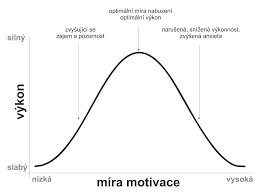 optimální míra nabuzení
optimální výkon
silný
zvyšující se
zájem a pozornost
narušená, snížená výkonnost,
zvýšená anxieta
výkon
slabý
nízká
míra motivace
vysoká